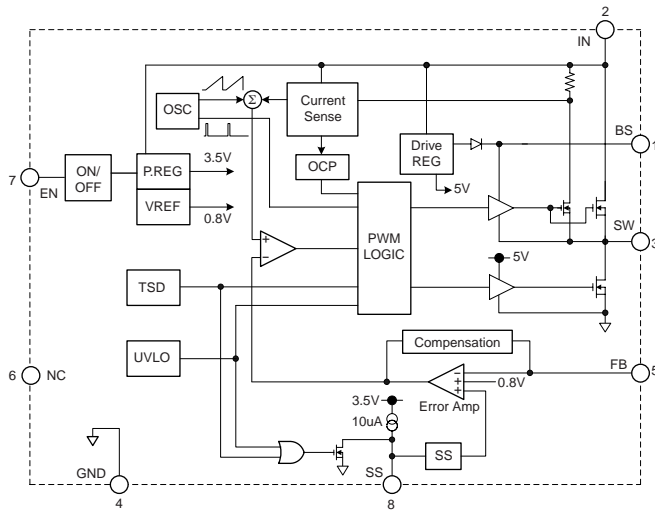 2
IN
OSC
Σ
Current
Sense
BS
1
ON/
OFF
P.REG
3.5V
OCP
Drive
REG
7
EN
VREF
0.8V
5V
SW
3
PWM
LOGIC
+
−
5V
TSD
Compensation
6
NC
UVLO
FB
5
−
+
+
0.8V
Error Amp
3.5V
10uA
SS
GND
4
SS
8